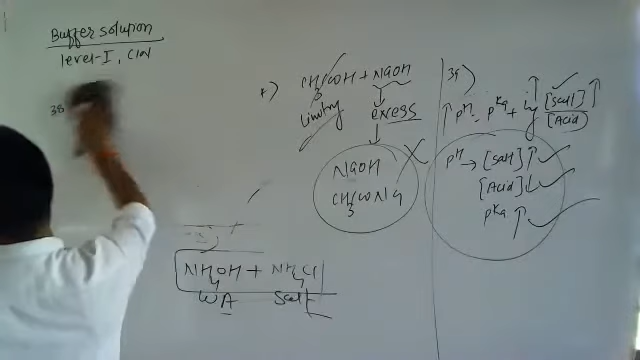 Buffer solution
level-I, CW
38
*) CH3COOH + NaOH
Limiting excess
NaOH
CH3COONa
NH4OH + NH4Cl
WA Salt
39)
↑ pH = pKa + log [Salt] ↑
[Acid]
pH → [Salt] ↑
[Acid] ↓
pKa ↑